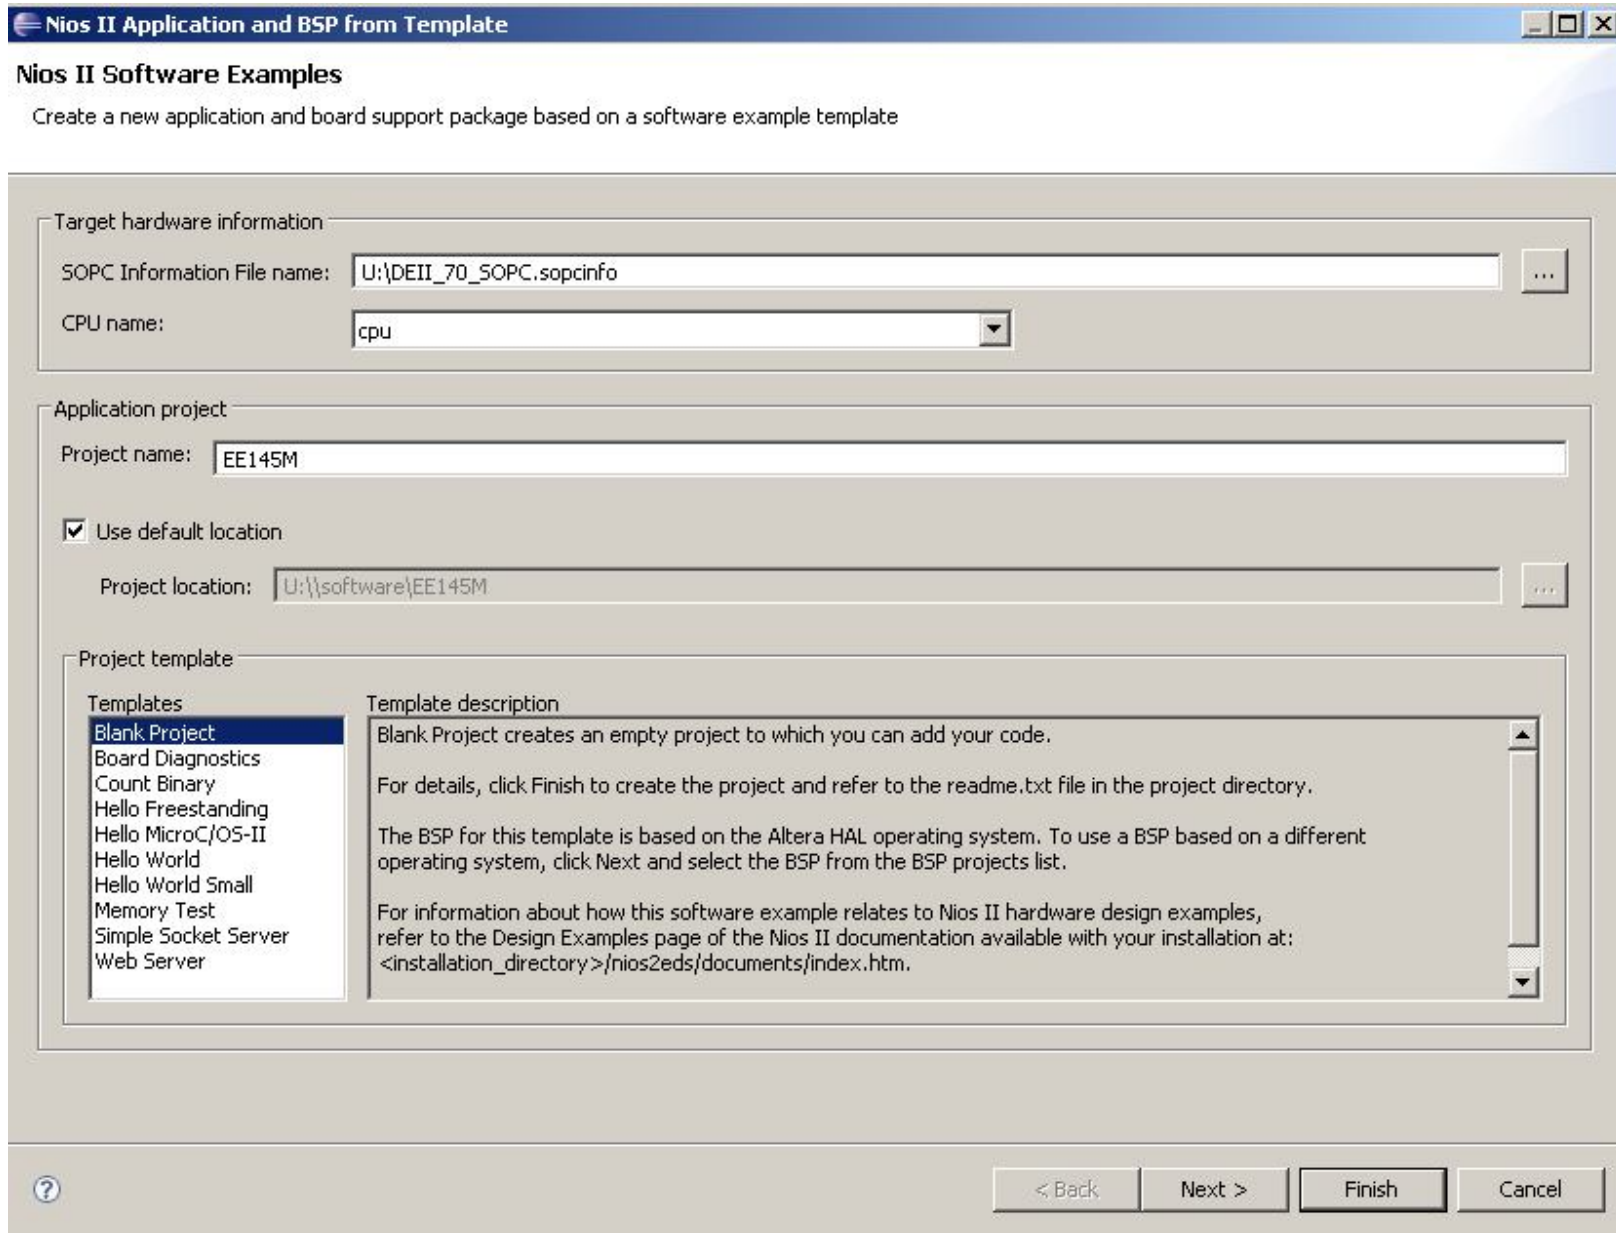 Nios II Application and BSP from Template
Nios II Software Examples
Create a new application and board support package based on a software example template
Target hardware information
SOPC Information File name: U:\DEII_70_SOPC.sopcinfo ...
CPU name: cpu
Application project
Project name: EE145M
Use default location
Project location: U:\\software\EE145M ...
Project template
Templates
Blank Project
Board Diagnostics
Count Binary
Hello Freestanding
Hello MicroC/OS-II
Hello World
Hello World Small
Memory Test
Simple Socket Server
Web Server
Template description
Blank Project creates an empty project to which you can add your code.
For details, click Finish to create the project and refer to the readme.txt file in the project directory.
The BSP for this template is based on the Altera HAL operating system. To use a BSP based on a different
operating system, click Next and select the BSP from the BSP projects list.
For information about how this software example relates to Nios II hardware design examples,
refer to the Design Examples page of the Nios II documentation available with your installation at:
<installation_directory>/nios2eds/documents/index.htm.
? < Back Next > Finish Cancel